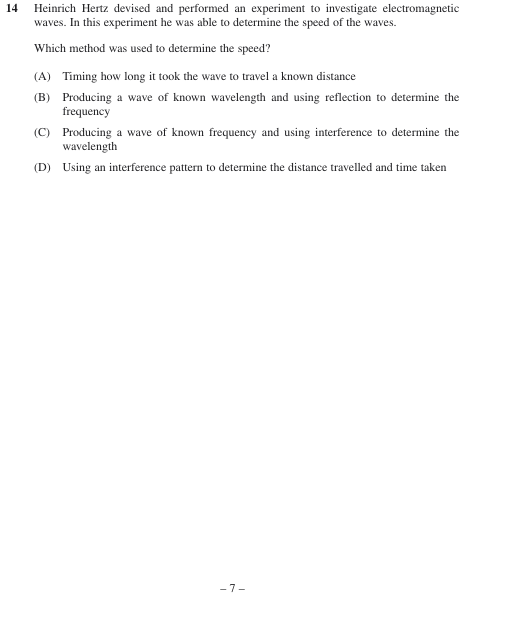 14 Heinrich Hertz devised and performed an experiment to investigate electromagnetic
waves. In this experiment he was able to determine the speed of the waves.
Which method was used to determine the speed?
(A) Timing how long it took the wave to travel a known distance
(B) Producing a wave of known wavelength and using reflection to determine the
frequency
(C) Producing a wave of known frequency and using interference to determine the
wavelength
(D) Using an interference pattern to determine the distance travelled and time taken
– 7 –